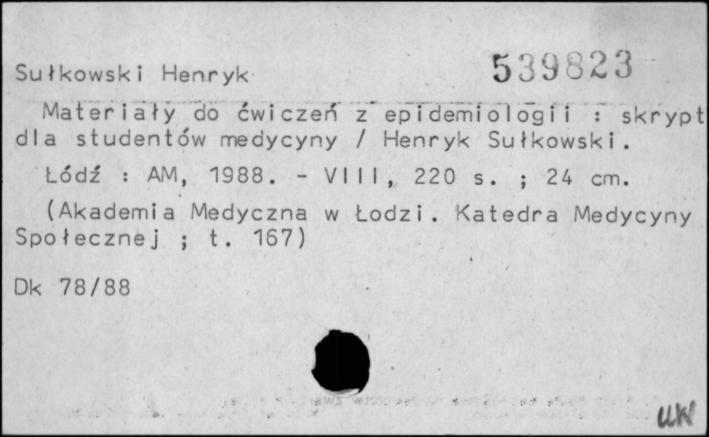 539823
Sułkowski Henryk
Materiały do ćwiczeń z epidemiologii : skrypt
dla studentów medycyny / Henryk Sułkowski.
Łódź : AM, 1988. - VIII, 220 s. ; 24 cm.
(Akademia Medyczna w Łodzi. Katedra Medycyny
Społecznej ; t. 167)
Dk 78/88
UW